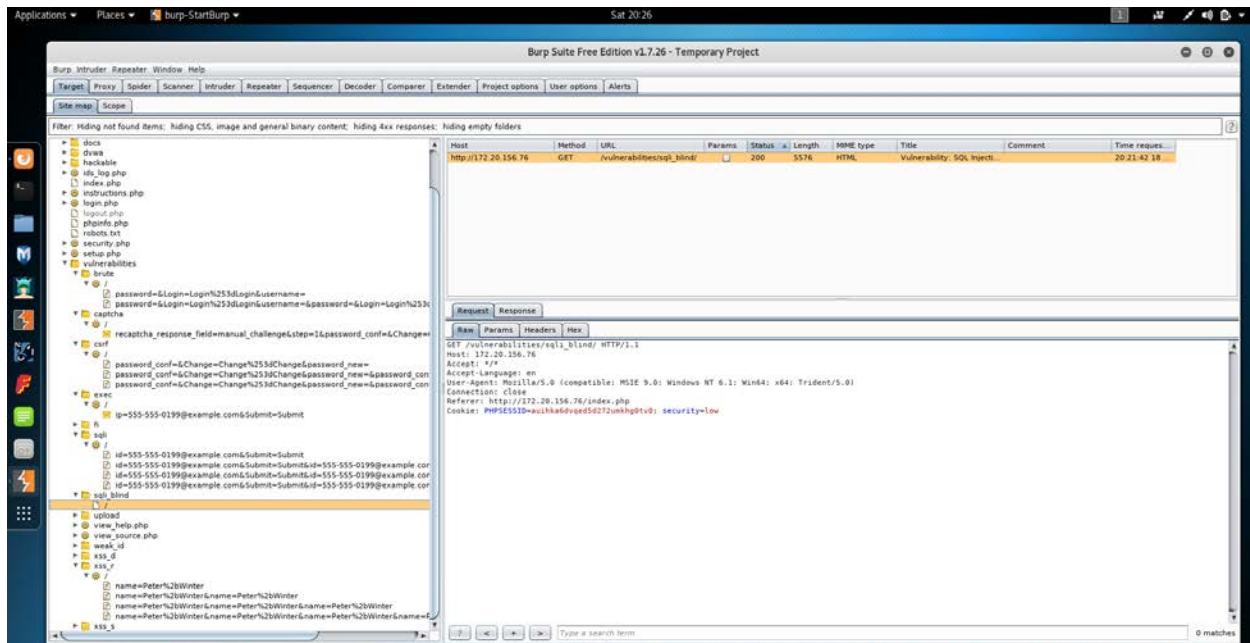 Applications Places burp-StartBurp Sat 20:26 1
Burp Suite Free Edition v1.7.26 - Temporary Project
Burp Intruder Repeater Window Help
Target Proxy Spider Scanner Intruder Repeater Sequencer Decoder Comparer Extender Project options User options Alerts
Site map Scope
Filter: Hiding not found items; hiding CSS, image and general binary content; hiding 4xx responses; hiding empty folders ?
docs
dvwa
hackable
ids_log.php
index.php
instructions.php
login.php
logout.php
phpinfo.php
robots.txt
security.php
setup.php
vulnerabilities
brute
/
password=&Login=Login%253dLogin&username=
password=&Login=Login%253dLogin&username=&password=&Login=Login%253d
captcha
/
recaptcha_response_field=manual_challenge&step=1&password_conf=&Change=
csrf
/
password_conf=&Change=Change%253dChange&password_new=
password_conf=&Change=Change%253dChange&password_new=&password_con
password_conf=&Change=Change%253dChange&password_new=&password_con
exec
/
ip=555-555-0199@example.com&Submit=Submit
fi
sqli
/
id=555-555-0199@example.com&Submit=Submit
id=555-555-0199@example.com&Submit=Submit&id=555-555-0199@example.cor
id=555-555-0199@example.com&Submit=Submit&id=555-555-0199@example.cor
id=555-555-0199@example.com&Submit=Submit&id=555-555-0199@example.cor
sqli_blind
/
upload
view_help.php
view_source.php
weak_id
xss_d
xss_r
/
name=Peter%2bWinter
name=Peter%2bWinter&name=Peter%2bWinter
name=Peter%2bWinter&name=Peter%2bWinter&name=Peter%2bWinter
name=Peter%2bWinter&name=Peter%2bWinter&name=Peter%2bWinter&name=P
xss_s
Host Method URL Params Status Length MIME type Title Comment Time reques...
http://172.20.156.76 GET /vulnerabilities/sqli_blind/ 200 5576 HTML Vulnerability: SQL Injecti... 20:21:42 18 ...
Request Response
Raw Params Headers Hex
GET /vulnerabilities/sqli_blind/ HTTP/1.1
Host: 172.20.156.76
Accept: */*
Accept-Language: en
User-Agent: Mozilla/5.0 (compatible; MSIE 9.0; Windows NT 6.1; Win64; x64; Trident/5.0)
Connection: close
Referer: http://172.20.156.76/index.php
Cookie: PHPSESSID=auihka6dvqed5d272umkhg0tv0; security=low
? < + > Type a search term 0 matches